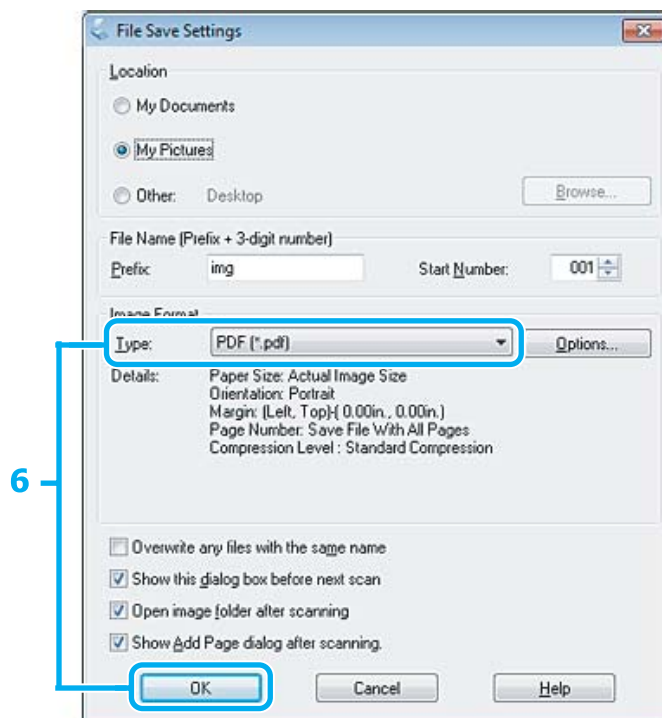 File Save Settings
Location
My Documents
My Pictures
Other: Desktop Browse...
File Name (Prefix + 3-digit number)
Prefix: img Start Number: 001
Image Format
Type: PDF (*.pdf) Options...
Details: Paper Size: Actual Image Size
Orientation: Portrait
Margin: (Left, Top)-( 0.00in., 0.00in.)
Page Number: Save File With All Pages
Compression Level : Standard Compression
6
Overwrite any files with the same name
Show this dialog box before next scan
Open image folder after scanning
Show Add Page dialog after scanning.
OK Cancel Help